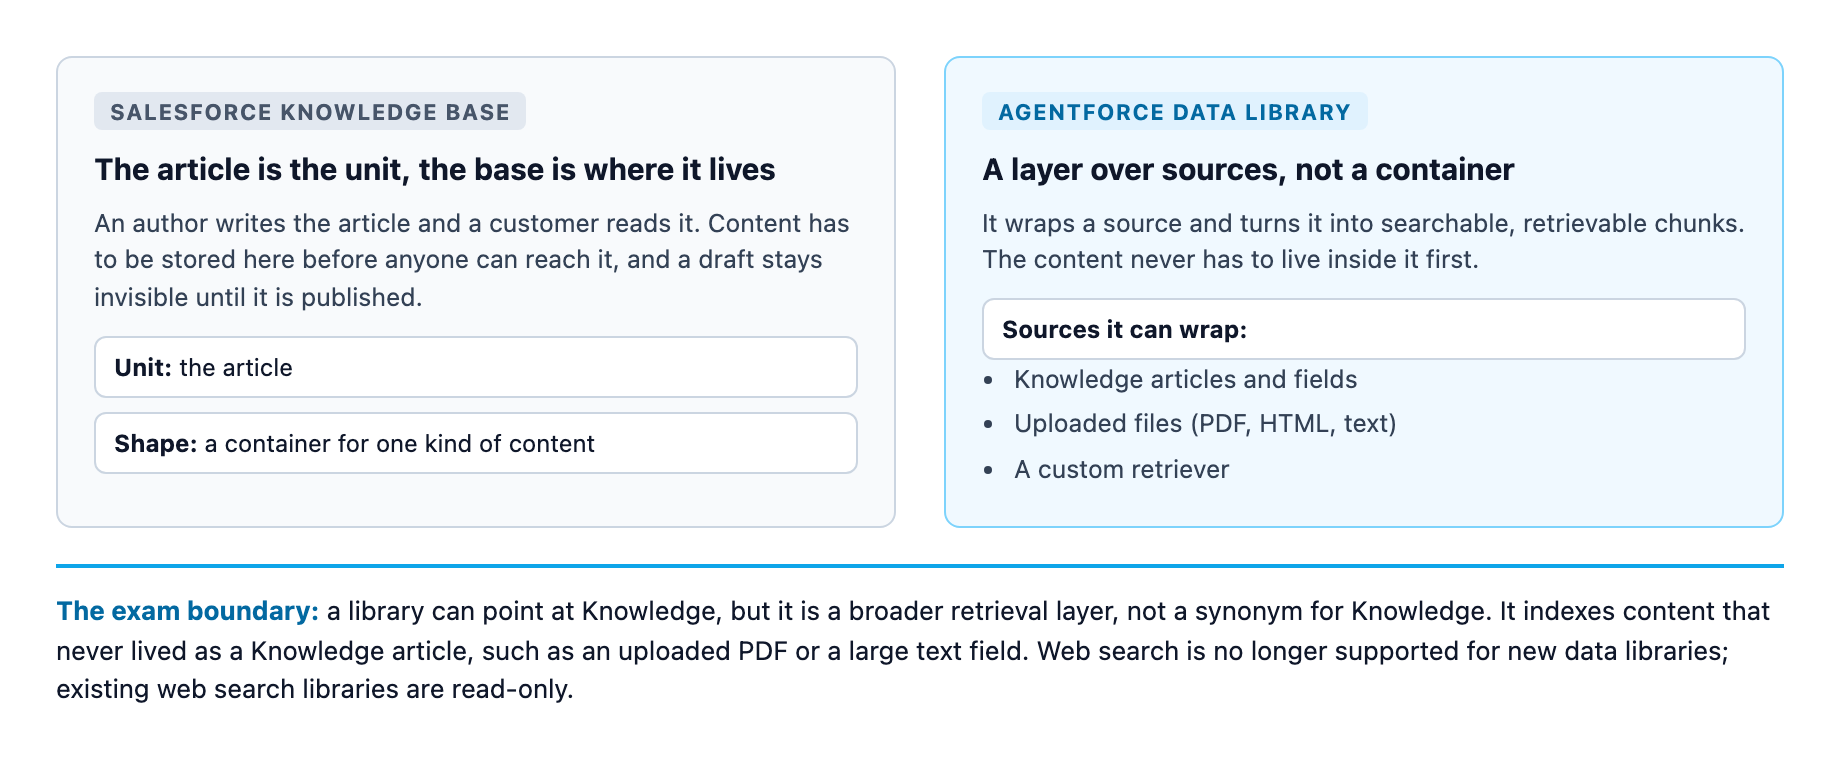 SALESFORCE KNOWLEDGE BASE
The article is the unit, the base is where it lives
An author writes the article and a customer reads it. Content has
to be stored here before anyone can reach it, and a draft stays
invisible until it is published.
Unit: the article
Shape: a container for one kind of content
AGENTFORCE DATA LIBRARY
A layer over sources, not a container
It wraps a source and turns it into searchable, retrievable chunks.
The content never has to live inside it first.
Sources it can wrap:
• Knowledge articles and fields
• Uploaded files (PDF, HTML, text)
• A custom retriever
The exam boundary: a library can point at Knowledge, but it is a broader retrieval layer, not a synonym for Knowledge. It indexes content that
never lived as a Knowledge article, such as an uploaded PDF or a large text field. Web search is no longer supported for new data libraries;
existing web search libraries are read-only.